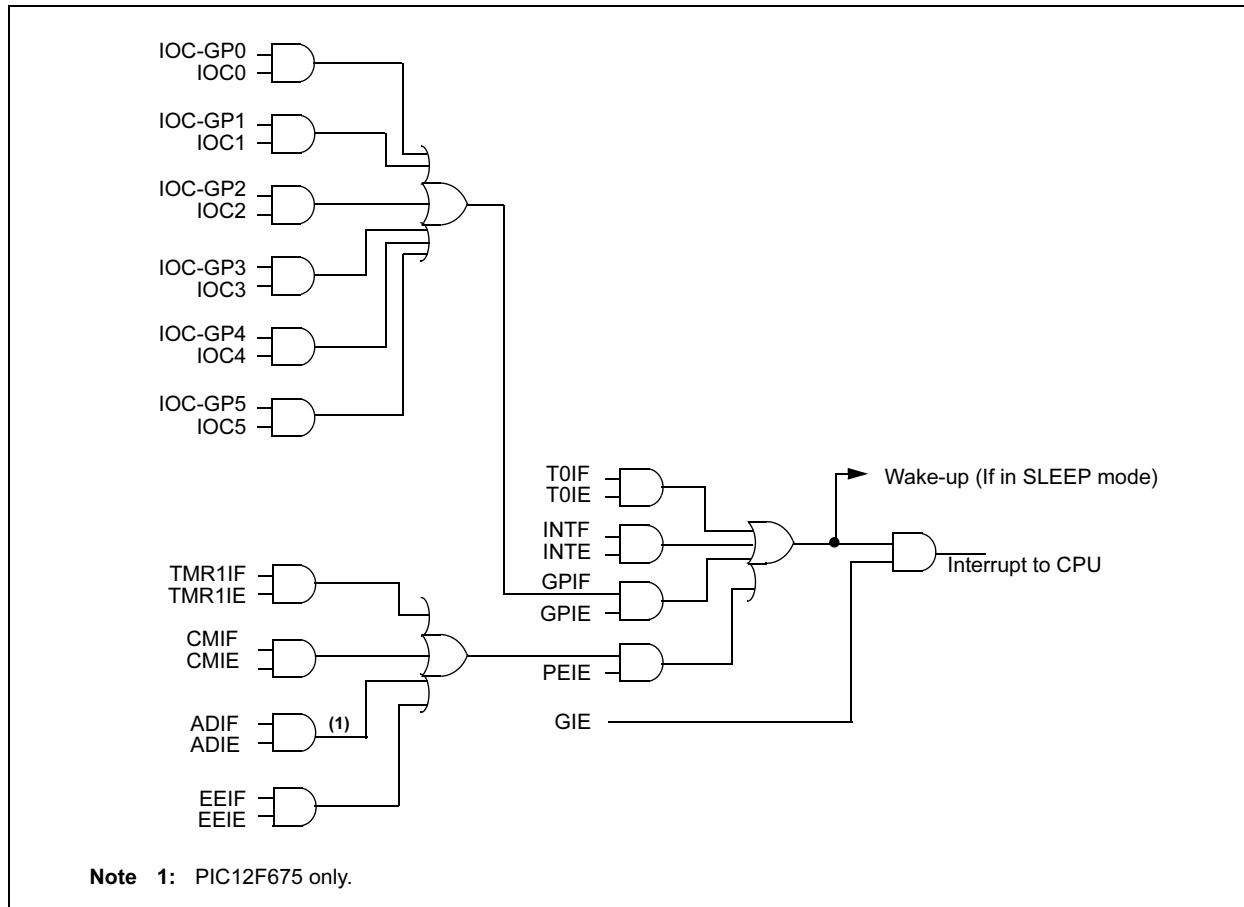 IOC-GP0
IOC0
IOC-GP1
IOC1
IOC-GP2
IOC2
IOC-GP3
IOC3
IOC-GP4
IOC4
IOC-GP5
IOC5
T0IF
T0IE
Wake-up (If in SLEEP mode)
INTF
INTE
Interrupt to CPU
GPIF
GPIE
TMR1IF
TMR1IE
CMIF
CMIE
PEIE
ADIF
ADIE
(1)
GIE
EEIF
EEIE
Note 1: PIC12F675 only.